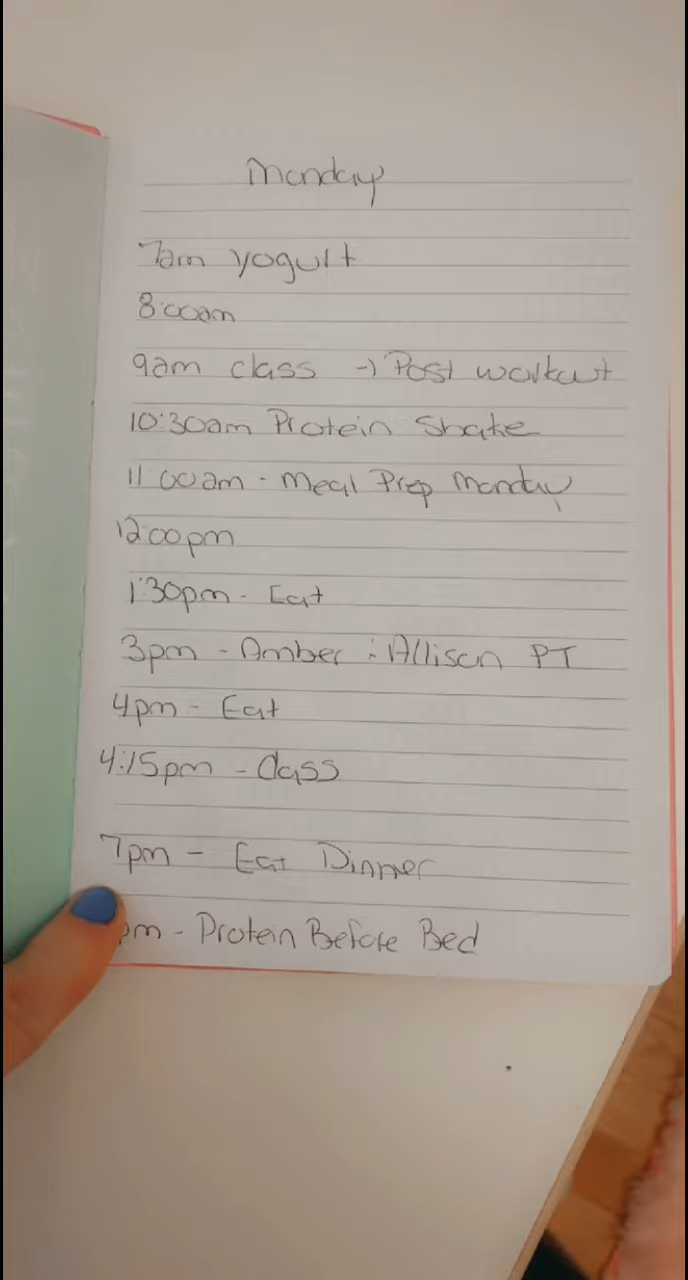 Monday
7am yogult
8:00am
9am class -> Post workout
10:30am Protein Shake
11:00am - Meal Prep Monday
12:00pm
1:30pm - Eat
3pm - Amber : Allison PT
4pm - Eat
4:15pm - Class
7pm - Eat Dinner
pm - Protein Before Bed